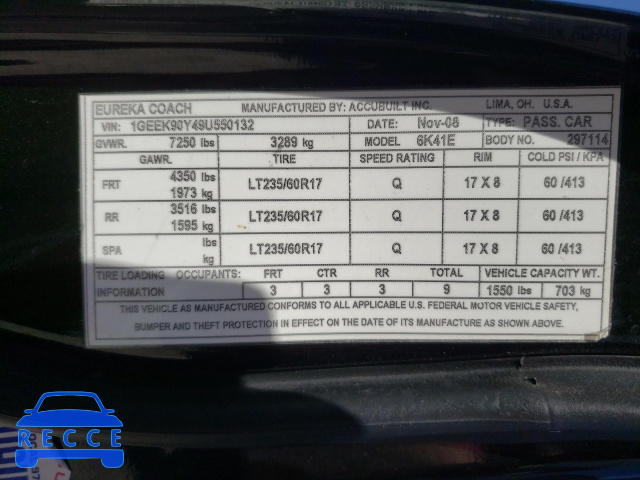 EUREKA COACH MANUFACTURED BY: ACCUBUILT INC. LIMA, OH. U.S.A.
VIN: 1GEEK90Y49U550132 DATE: Nov-08 TYPE: PASS. CAR
GVWR. 7250 lbs 3289 kg MODEL 6K41E BODY NO. 297114
GAWR. TIRE SPEED RATING RIM COLD PSI / KPA
FRT 4350 lbs 1973 kg LT235/60R17 Q 17 X 8 60 /413
RR 3516 lbs 1595 kg LT235/60R17 Q 17 X 8 60 /413
SPA lbs kg LT235/60R17 Q 17 X 8 60 /413
TIRE LOADING OCCUPANTS: FRT CTR RR TOTAL VEHICLE CAPACITY WT.
INFORMATION 3 3 3 9 1550 lbs 703 kg
THIS VEHICLE AS MANUFACTURED CONFORMS TO ALL APPLICABLE U.S. FEDERAL MOTOR VEHICLE SAFETY,
BUMPER AND THEFT PROTECTION IN EFFECT ON THE DATE OF ITS MANUFACTURE AS SHOWN ABOVE.
RECCE